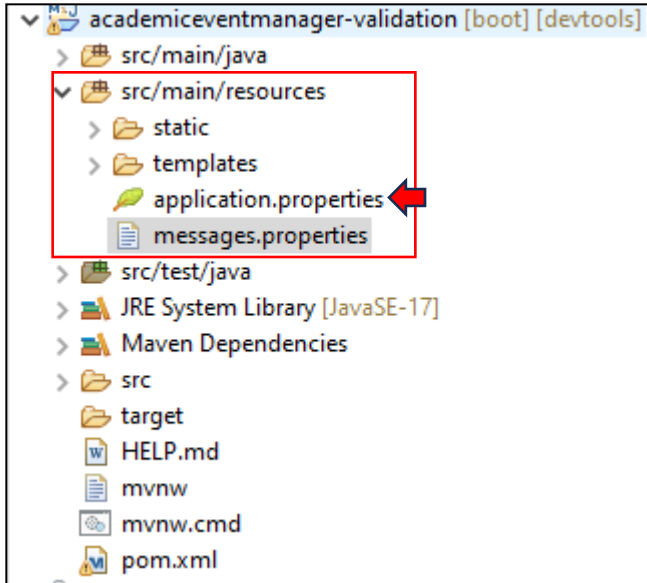 academiceventmanager-validation [boot] [devtools]
src/main/java
src/main/resources
static
templates
application.properties
messages.properties
src/test/java
JRE System Library [JavaSE-17]
Maven Dependencies
src
target
HELP.md
mvnw
mvnw.cmd
pom.xml